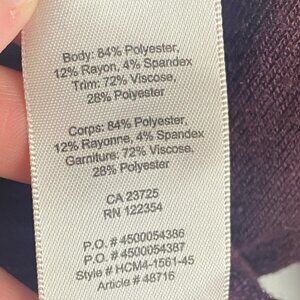 Body: 84% Polyester,
12% Rayon, 4% Spandex
Trim: 72% Viscose,
28% Polyester
Corps: 84% Polyester,
12% Rayonne, 4% Spandex
Garniture: 72% Viscose,
28% Polyester
CA 23725
RN 122354
P.O. # 4500054386
P.O. # 4500054387
Style # HCM4-1561-45
Article # 48716